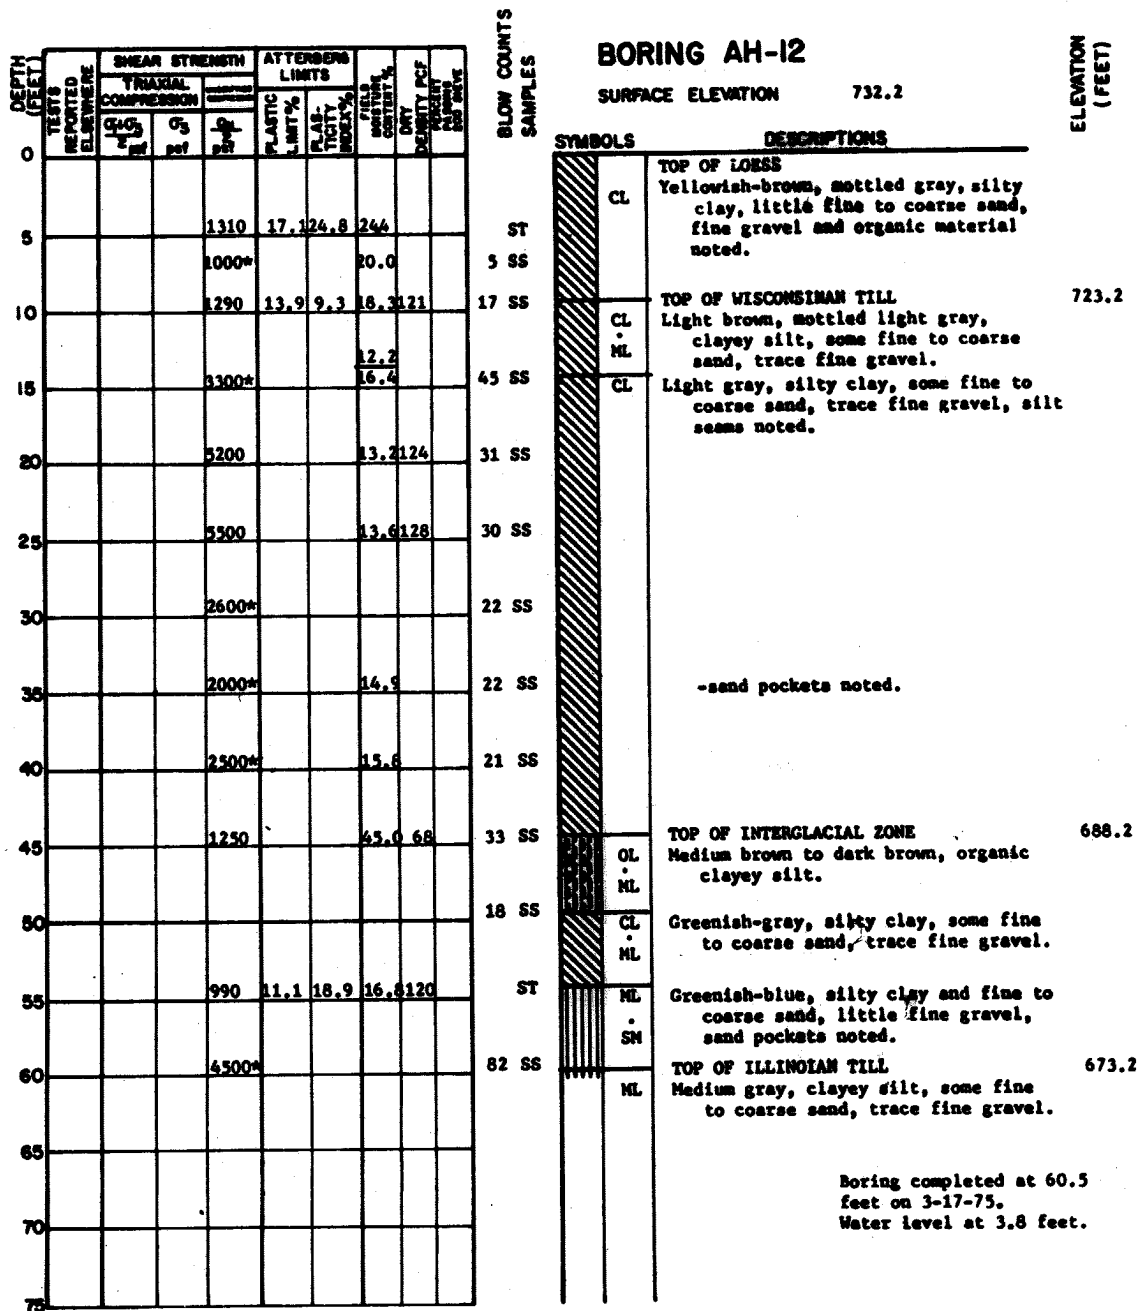 BORING AH-12
SURFACE ELEVATION 732.2
DEPTH (FEET)
TESTS REPORTED ELSEWHERE
SHEAR STRENGTH
TRIAXIAL COMPRESSION
psf
psf
ATTERBERG LIMITS
PLASTIC LIMIT%
PLAS- TICITY INDEX%
FIELD MOISTURE CONTENT %
DRY DENSITY PCF
PERCENT PASSING 200 SIEVE
BLOW COUNTS
SAMPLES
SYMBOLS
DESCRIPTIONS
ELEVATION (FEET)
0
TOP OF LOESS
CL Yellowish-brown, mottled gray, silty
clay, little fine to coarse sand,
fine gravel and organic material
noted.
1310 17.1 24.8 244 ST
5
1000* 20.0 5 SS
1290 13.9 9.3 18.3 121 17 SS
10
TOP OF WISCONSINAN TILL 723.2
CL · ML Light brown, mottled light gray,
clayey silt, some fine to coarse
sand, trace fine gravel.
12.2
3300* 16.4 45 SS
15
CL Light gray, silty clay, some fine to
coarse sand, trace fine gravel, silt
seams noted.
5200 13.2 124 31 SS
20
5500 13.6 128 30 SS
25
2600* 22 SS
30
2000* 14.9 22 SS
-sand pockets noted.
35
2500* 15.8 21 SS
40
1250 45.0 68 33 SS
45
TOP OF INTERGLACIAL ZONE 688.2
OL · ML Medium brown to dark brown, organic
clayey silt.
18 SS
50
CL · ML Greenish-gray, silty clay, some fine
to coarse sand, trace fine gravel.
990 11.1 18.9 16.8 120 ST
55
ML · SM Greenish-blue, silty clay and fine to
coarse sand, little fine gravel,
sand pockets noted.
4500* 82 SS
60
TOP OF ILLINOIAN TILL 673.2
ML Medium gray, clayey silt, some fine
to coarse sand, trace fine gravel.
65
Boring completed at 60.5
feet on 3-17-75.
Water level at 3.8 feet.
70
75